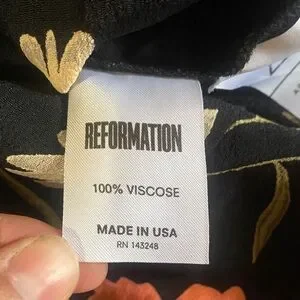 REFORMATION
100% VISCOSE
MADE IN USA
RN 143248